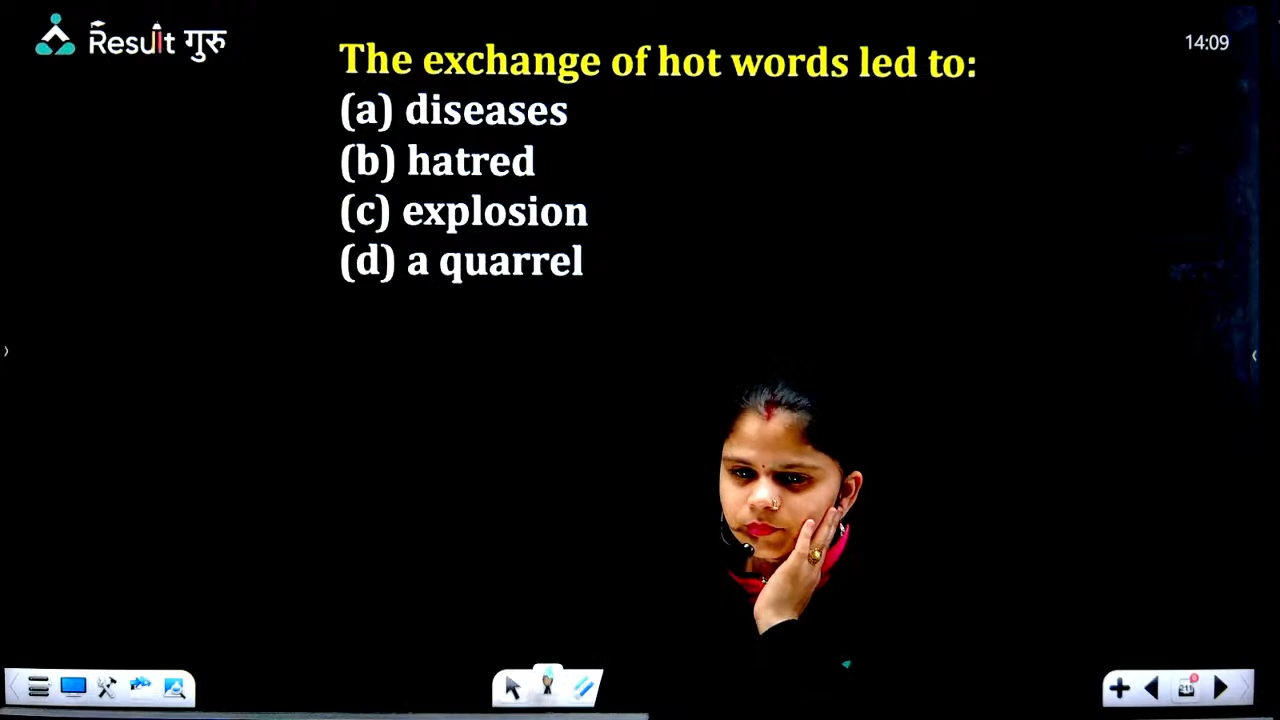 Result गुरु
14:09
The exchange of hot words led to:
(a) diseases
(b) hatred
(c) explosion
(d) a quarrel